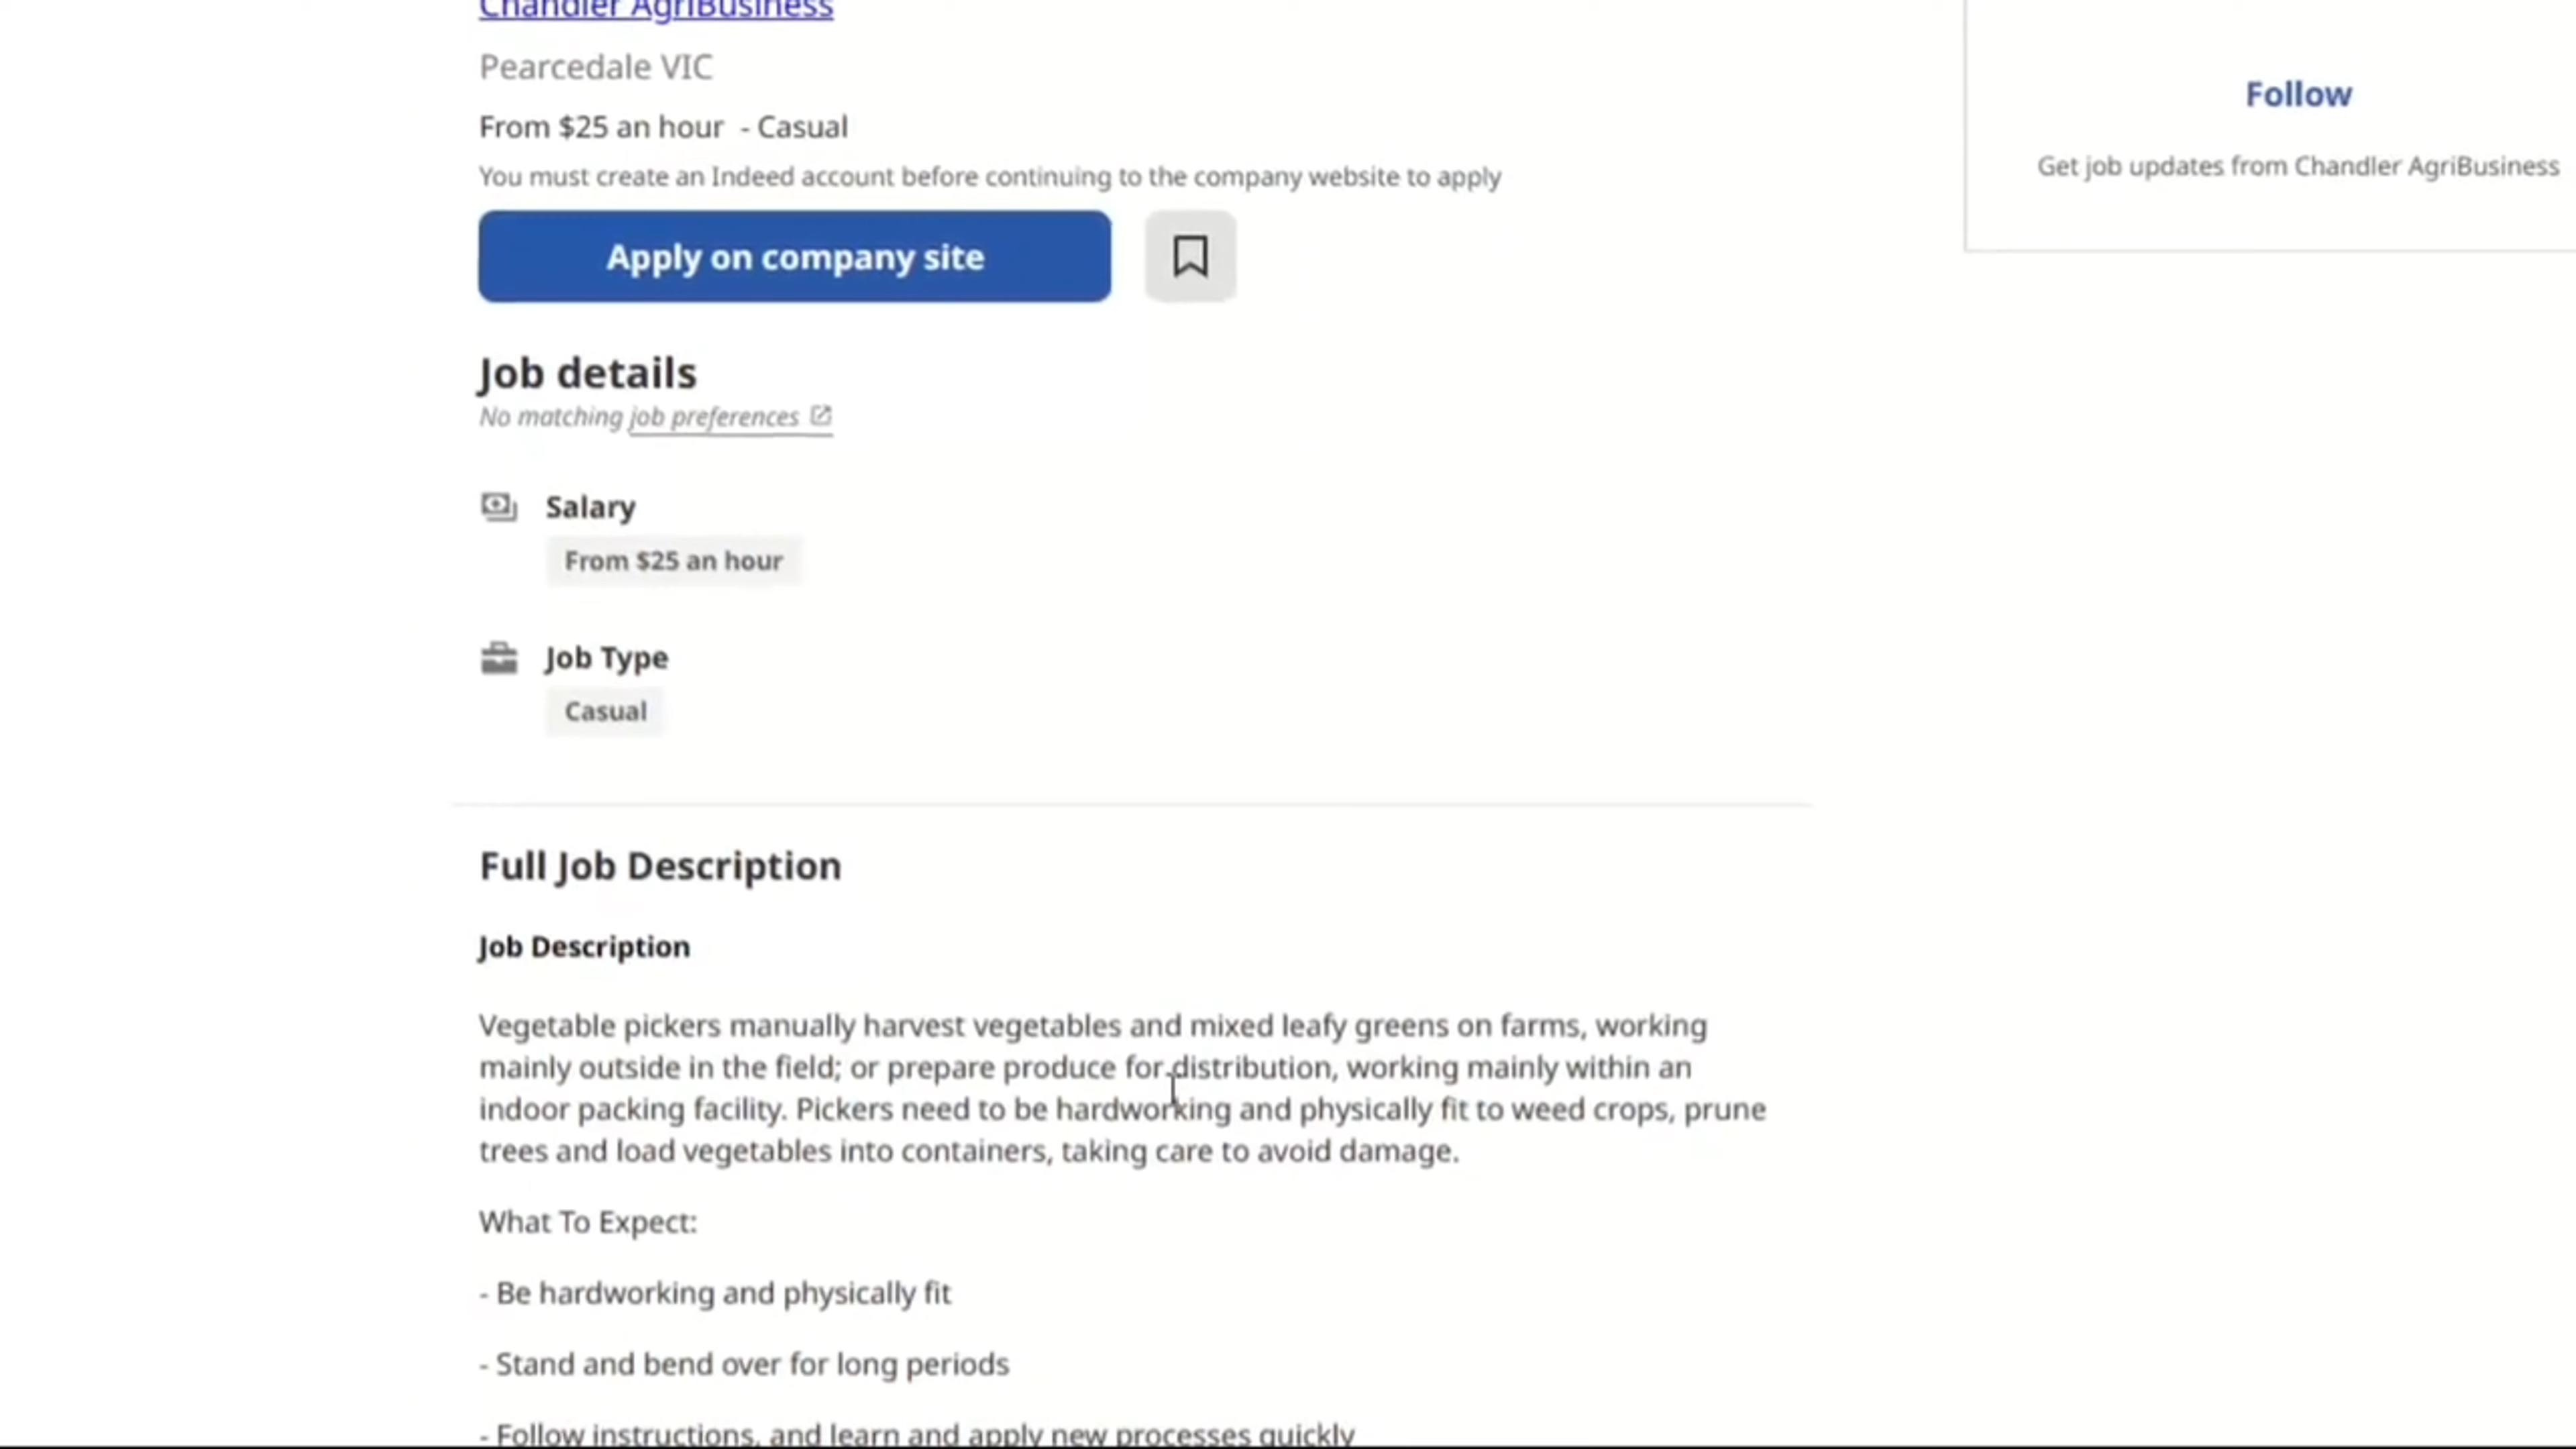 Chandler AgriBusiness
Pearcedale VIC
From $25 an hour - Casual
You must create an Indeed account before continuing to the company website to apply
Apply on company site
Follow
Get job updates from Chandler AgriBusiness
Job details
No matching job preferences
Salary
From $25 an hour
Job Type
Casual
Full Job Description
Job Description
Vegetable pickers manually harvest vegetables and mixed leafy greens on farms, working
mainly outside in the field; or prepare produce for distribution, working mainly within an
indoor packing facility. Pickers need to be hardworking and physically fit to weed crops, prune
trees and load vegetables into containers, taking care to avoid damage.
What To Expect:
- Be hardworking and physically fit
- Stand and bend over for long periods
- Follow instructions, and learn and apply new processes quickly